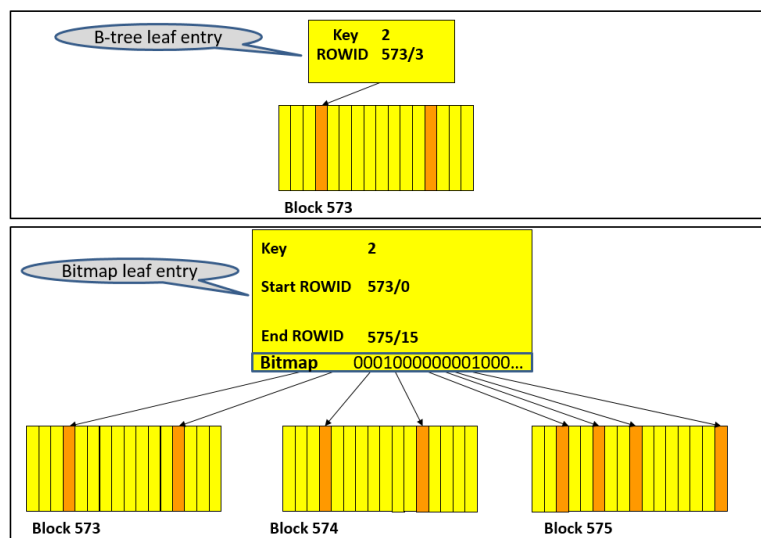 B-tree leaf entry
Key 2
ROWID 573/3
Block 573
Key 2
Bitmap leaf entry
Start ROWID 573/0
End ROWID 575/15
Bitmap 0001000000001000...
Block 573
Block 574
Block 575